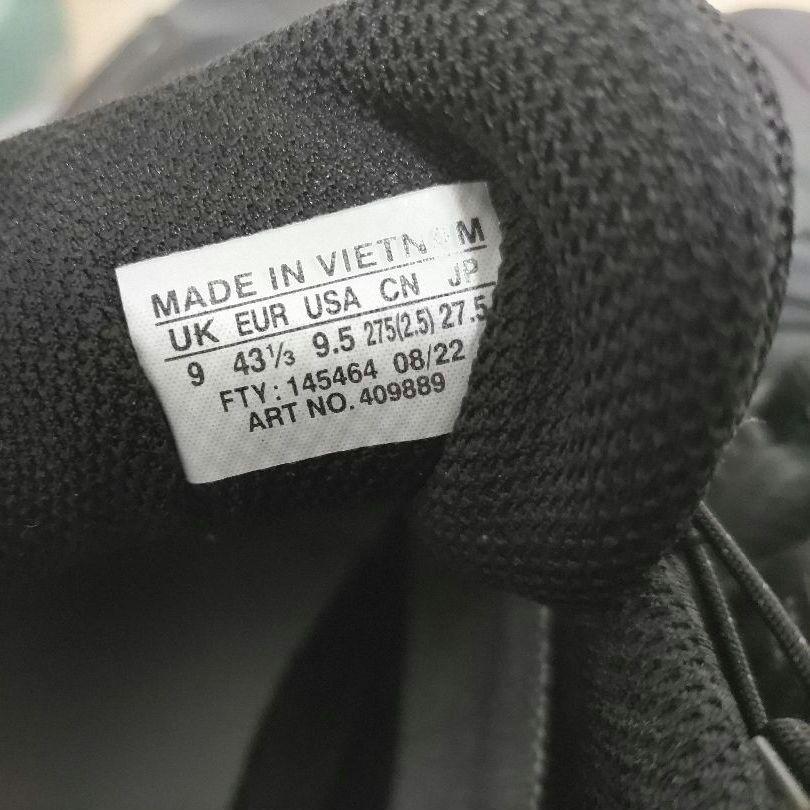 MADE IN VIETNAM
UK EUR USA CN JP
9 43⅓ 9.5 275(2.5) 27.5
FTY: 145464 08/22
ART NO. 409889